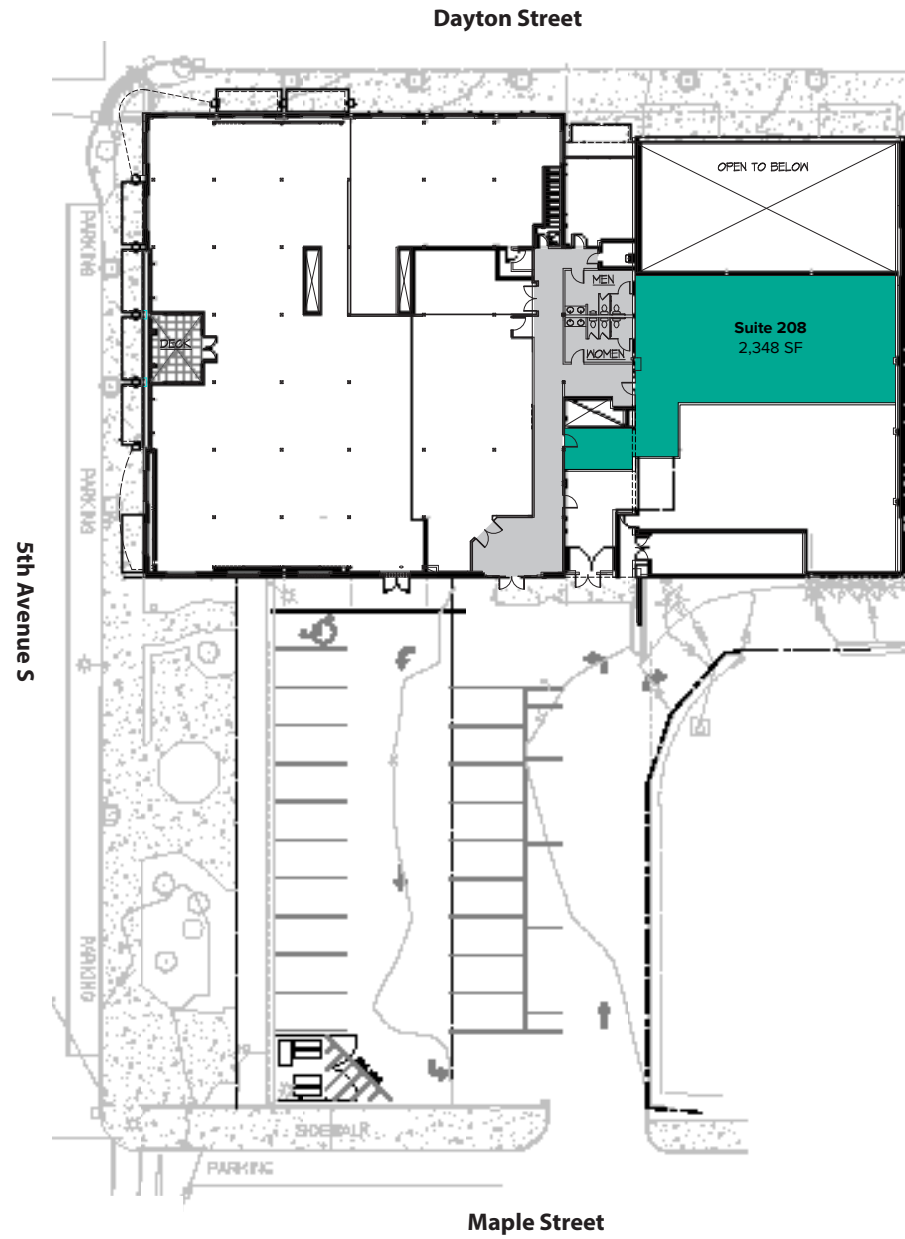 Dayton Street
OPEN TO BELOW
PARKING
MEN
Suite 208
2,348 SF
DECK
WOMEN
PARKING
5th Avenue S
PARKING
SIDEWALK
PARKING
Maple Street